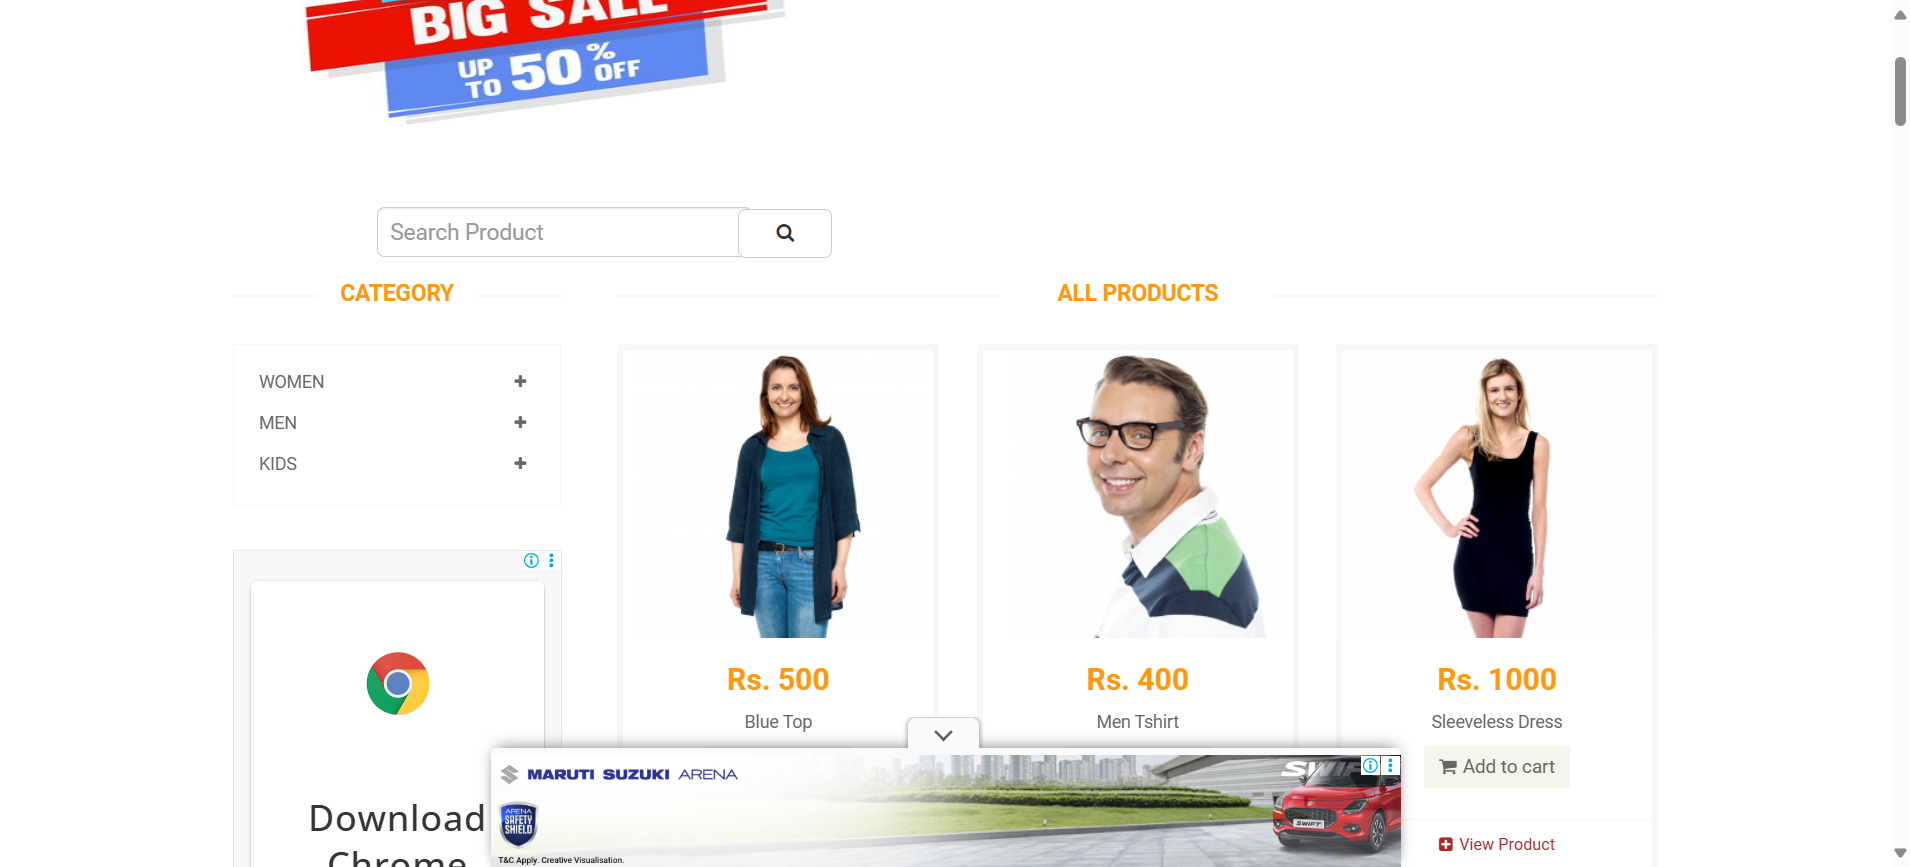 BIG SALE
UP TO 50% OFF
Search Product
CATEGORY
ALL PRODUCTS
WOMEN
MEN
KIDS
Rs. 500
Blue Top
Rs. 400
Men Tshirt
Rs. 1000
Sleeveless Dress
Add to cart
View Product
Download
Chrome
MARUTI SUZUKI ARENA
ARENA
SAFETY
SHIELD
T&C Apply. Creative Visualisation.
SWIFT
SWIFT